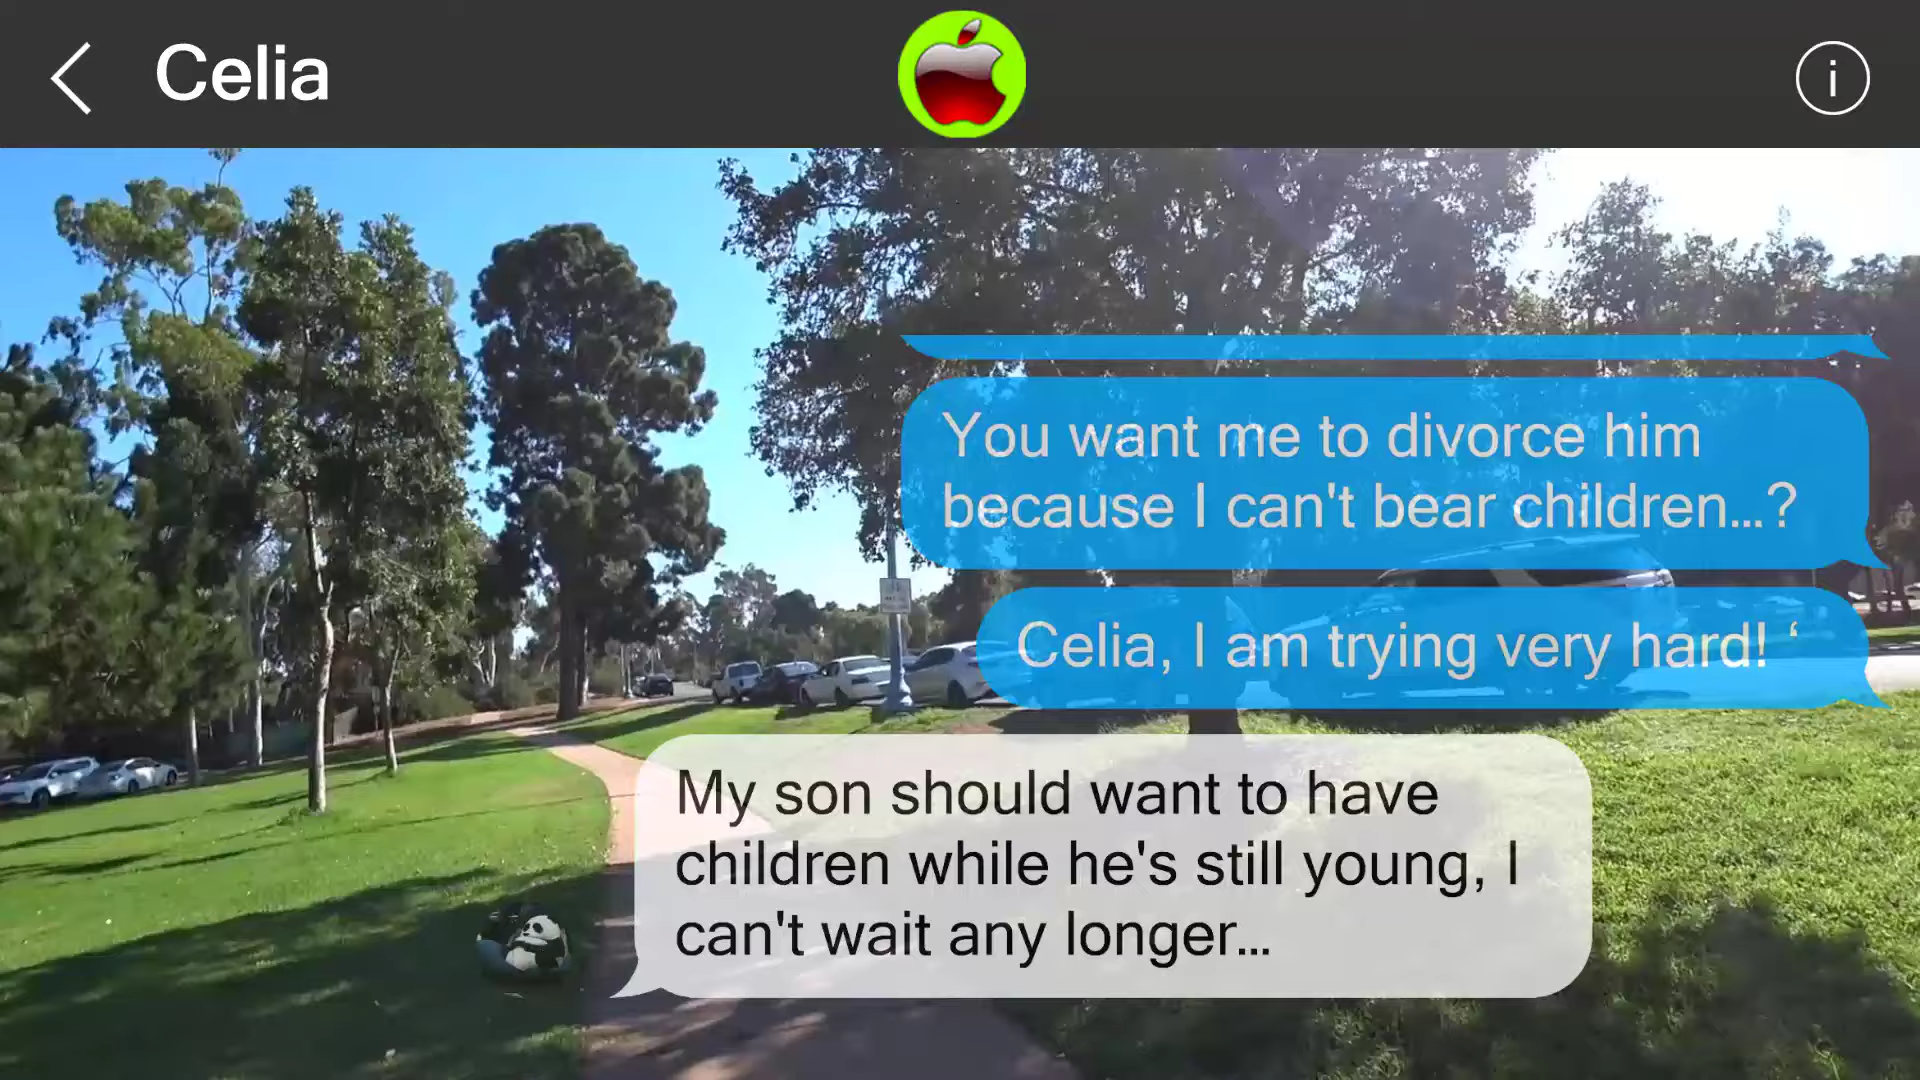 Celia
i
You want me to divorce him
because I can't bear children...?
Celia, I am trying very hard! ‘
My son should want to have
children while he's still young, I
can't wait any longer...